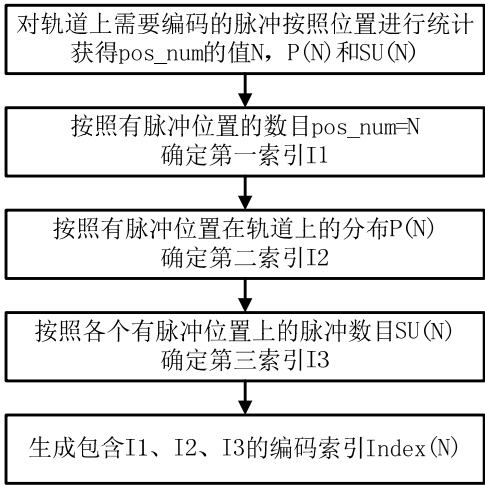 对轨道上需要编码的脉冲按照位置进行统计
获得pos_num的值N，P(N)和SU(N)
按照有脉冲位置的数目pos_num=N
确定第一索引I1
按照有脉冲位置在轨道上的分布P(N)
确定第二索引I2
按照各个有脉冲位置上的脉冲数目SU(N)
确定第三索引I3
生成包含I1、I2、I3的编码索引Index(N)